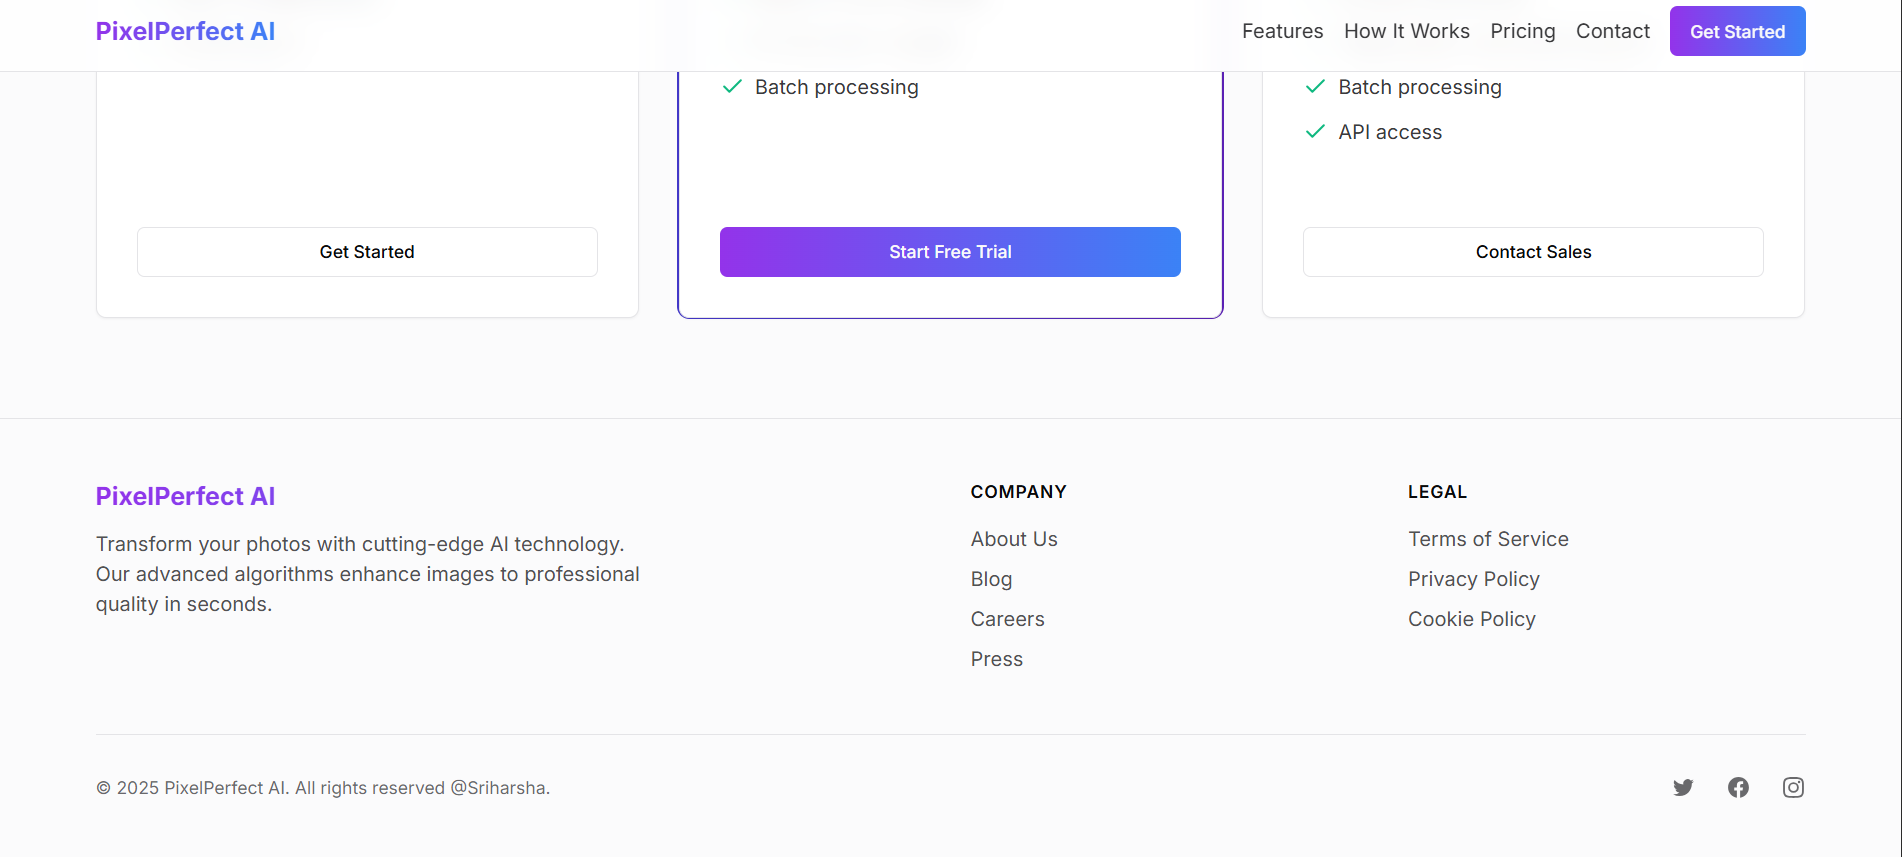 PixelPerfect AI
Features How It Works Pricing Contact Get Started
Batch processing
Batch processing
API access
Get Started
Start Free Trial
Contact Sales
PixelPerfect AI
Transform your photos with cutting-edge AI technology.
Our advanced algorithms enhance images to professional
quality in seconds.
COMPANY
About Us
Blog
Careers
Press
LEGAL
Terms of Service
Privacy Policy
Cookie Policy
© 2025 PixelPerfect AI. All rights reserved @Sriharsha.